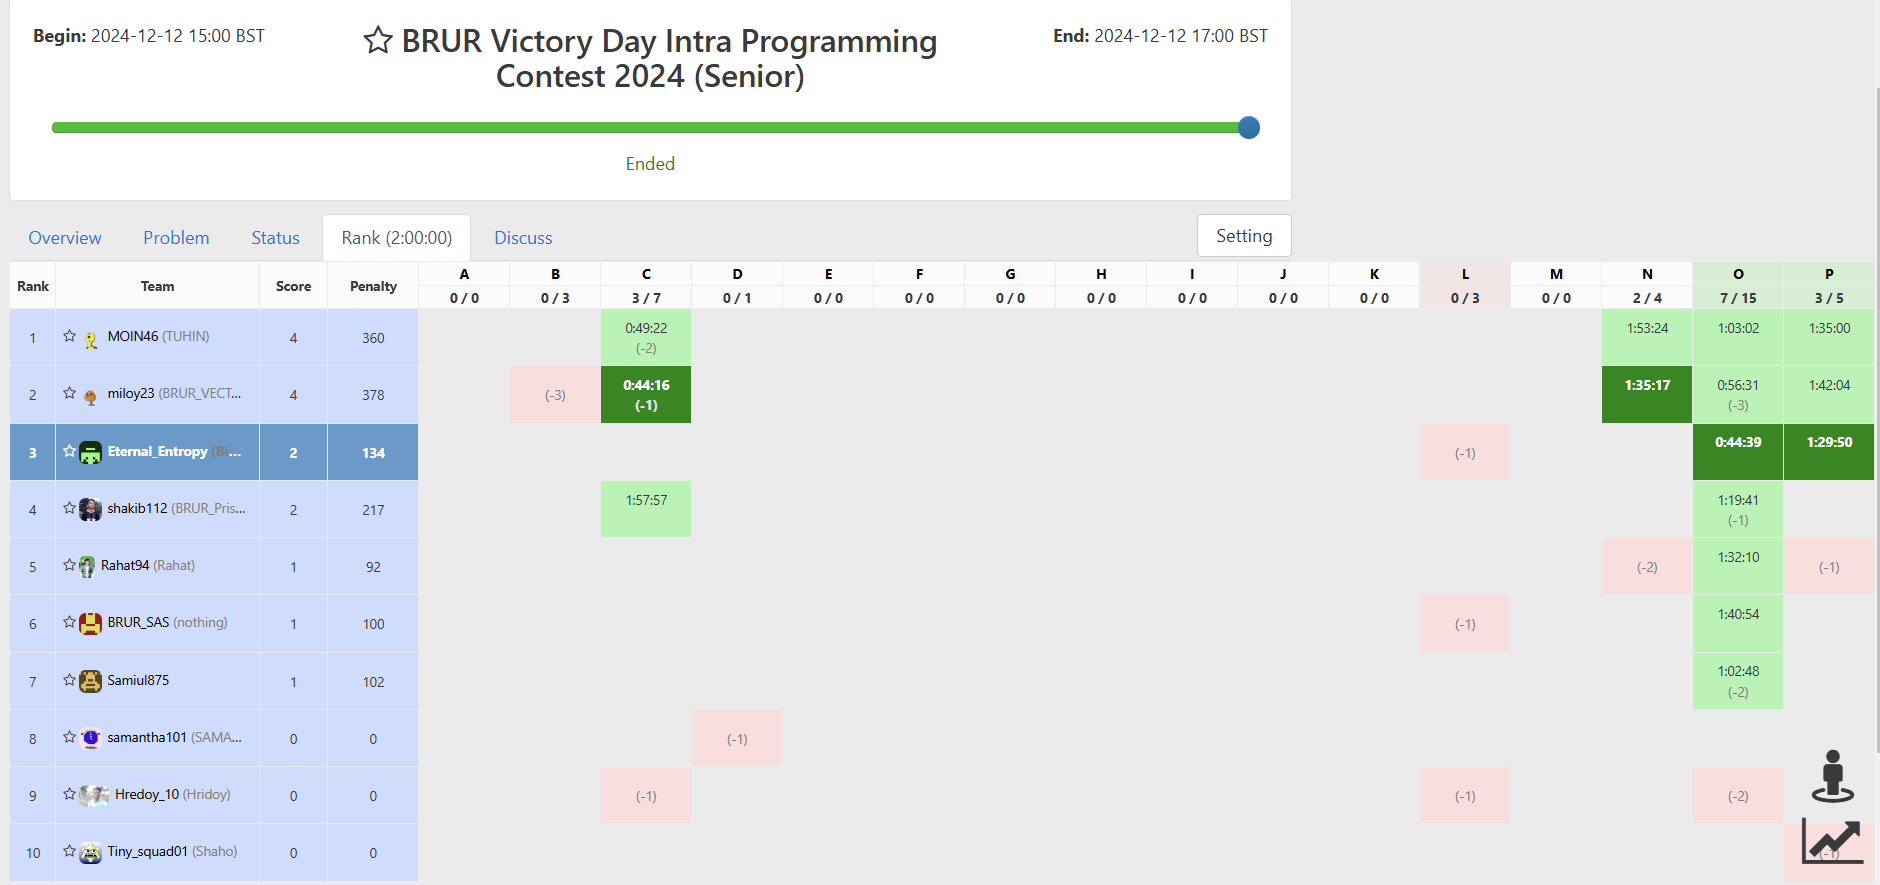 Begin: 2024-12-12 15:00 BST
BRUR Victory Day Intra Programming
Contest 2024 (Senior)
End: 2024-12-12 17:00 BST
Ended
Overview Problem Status Rank (2:00:00) Discuss Setting
Rank Team Score Penalty A B C D E F G H I J K L M N O P
0 / 0 0 / 3 3 / 7 0 / 1 0 / 0 0 / 0 0 / 0 0 / 0 0 / 0 0 / 0 0 / 0 0 / 3 0 / 0 2 / 4 7 / 15 3 / 5
1 MOIN46 (TUHIN) 4 360 0:49:22 1:53:24 1:03:02 1:35:00
(-2)
2 miloy23 (BRUR_VECT... 4 378 (-3) 0:44:16 1:35:17 0:56:31 1:42:04
(-1) (-3)
3 Eternal_Entropy (Bi... 2 134 (-1) 0:44:39 1:29:50
4 shakib112 (BRUR_Pris... 2 217 1:57:57 1:19:41
(-1)
5 Rahat94 (Rahat) 1 92 (-2) 1:32:10 (-1)
6 BRUR_SAS (nothing) 1 100 (-1) 1:40:54
7 Samiul875 1 102 1:02:48
(-2)
8 samantha101 (SAMA... 0 0 (-1)
9 Hredoy_10 (Hridoy) 0 0 (-1) (-1) (-2)
10 Tiny_squad01 (Shaho) 0 0 (-1)